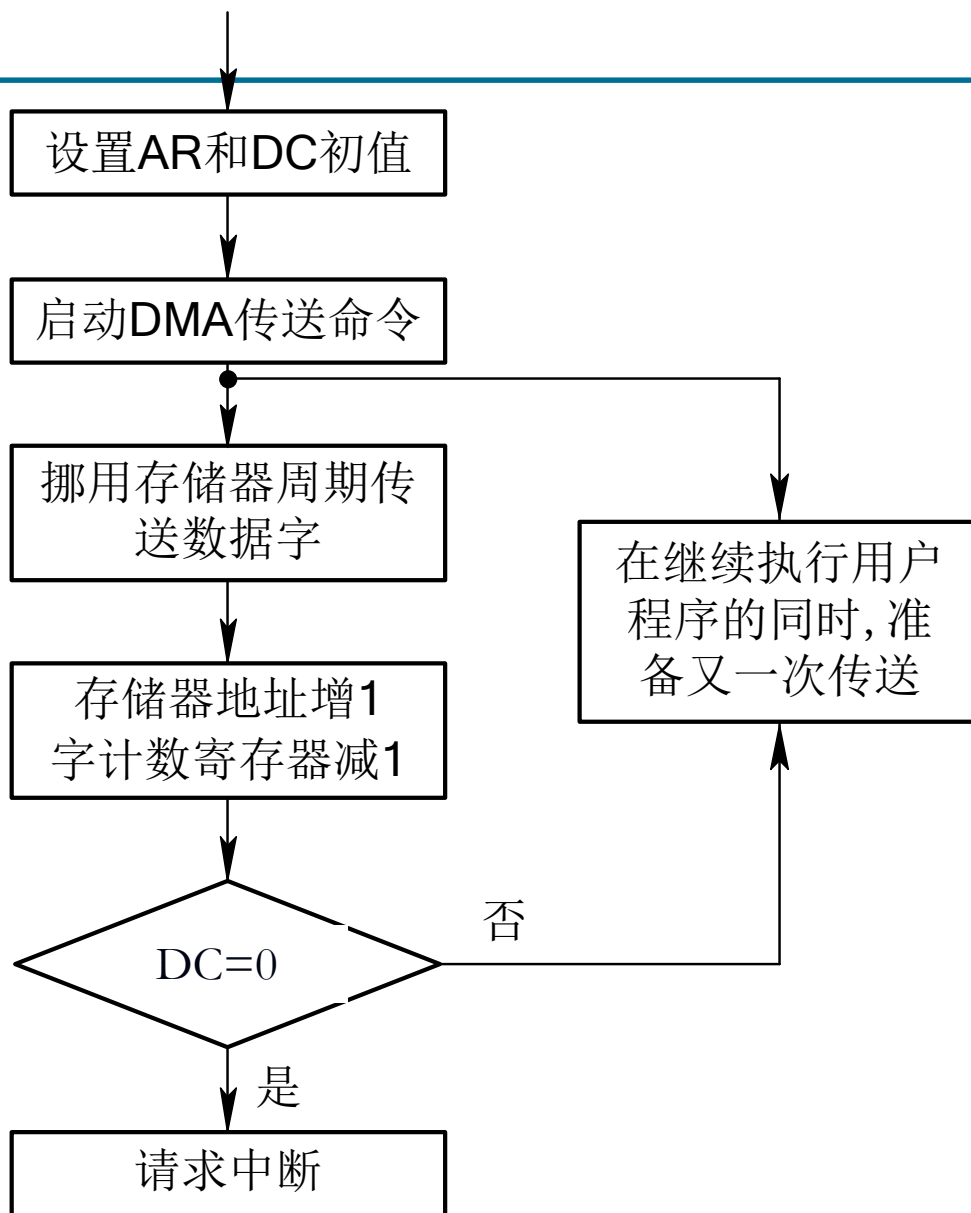 设置AR和DC初值
启动DMA传送命令
挪用存储器周期传
送数据字
在继续执行用户
程序的同时,准
备又一次传送
存储器地址增1
字计数寄存器减1
DC=0
否
是
请求中断